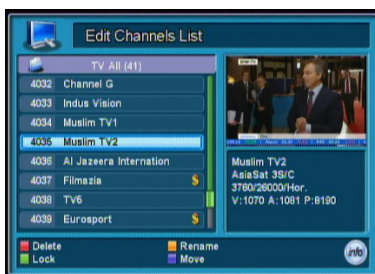 Edit Channels List
TV All (41)
4032 Channel G
4033 Indus Vision
4034 Muslim TV1
4035 Muslim TV2
4036 Al Jazeera Internation
4037 Filmazia $
4038 TV6
4039 Eurosport $
Muslim TV2
AsiaSat 3S/C
3760/26000/Hor.
V:1070 A:1081 P:8190
Delete
Rename
Lock
Move
info